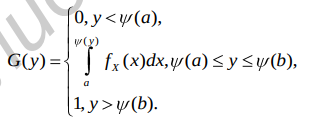 0, y < ψ(a),
G(y) = { ∫_a^{ψ(y)} f_X(x)dx, ψ(a) ≤ y ≤ ψ(b),
1, y > ψ(b).